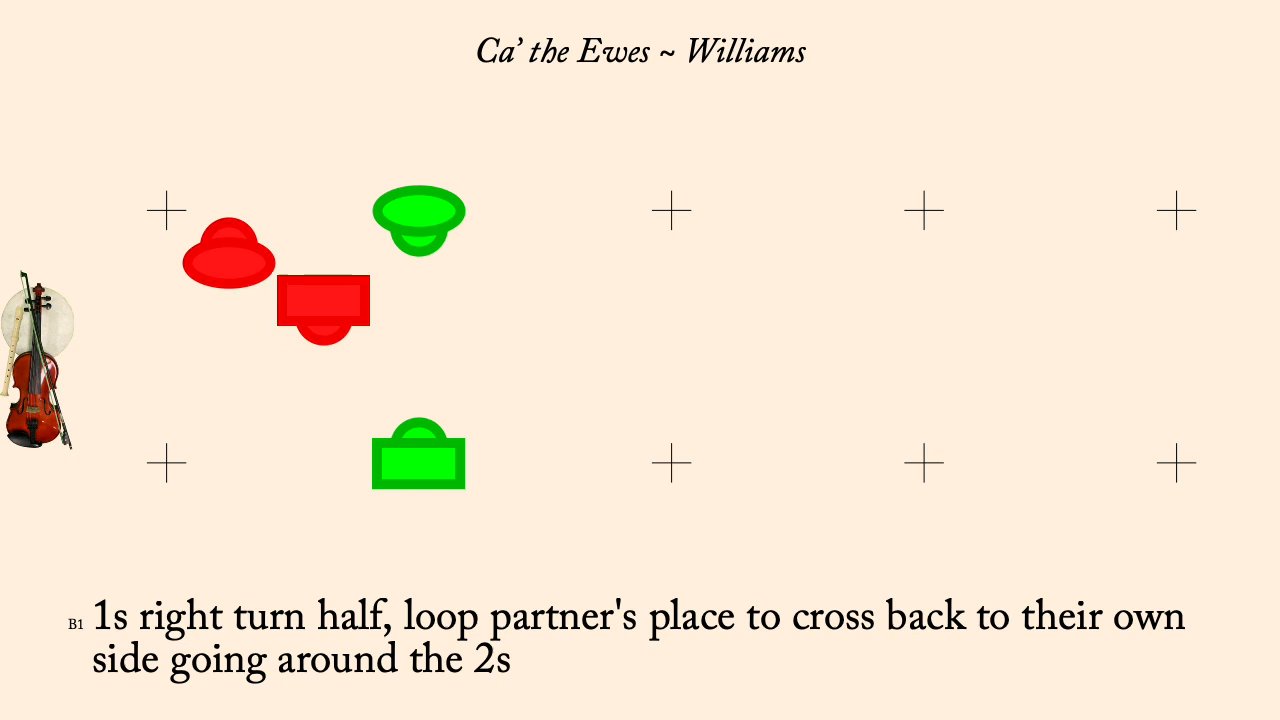 Ca’ the Ewes ~ Williams
B1 1s right turn half, loop partner's place to cross back to their own
side going around the 2s